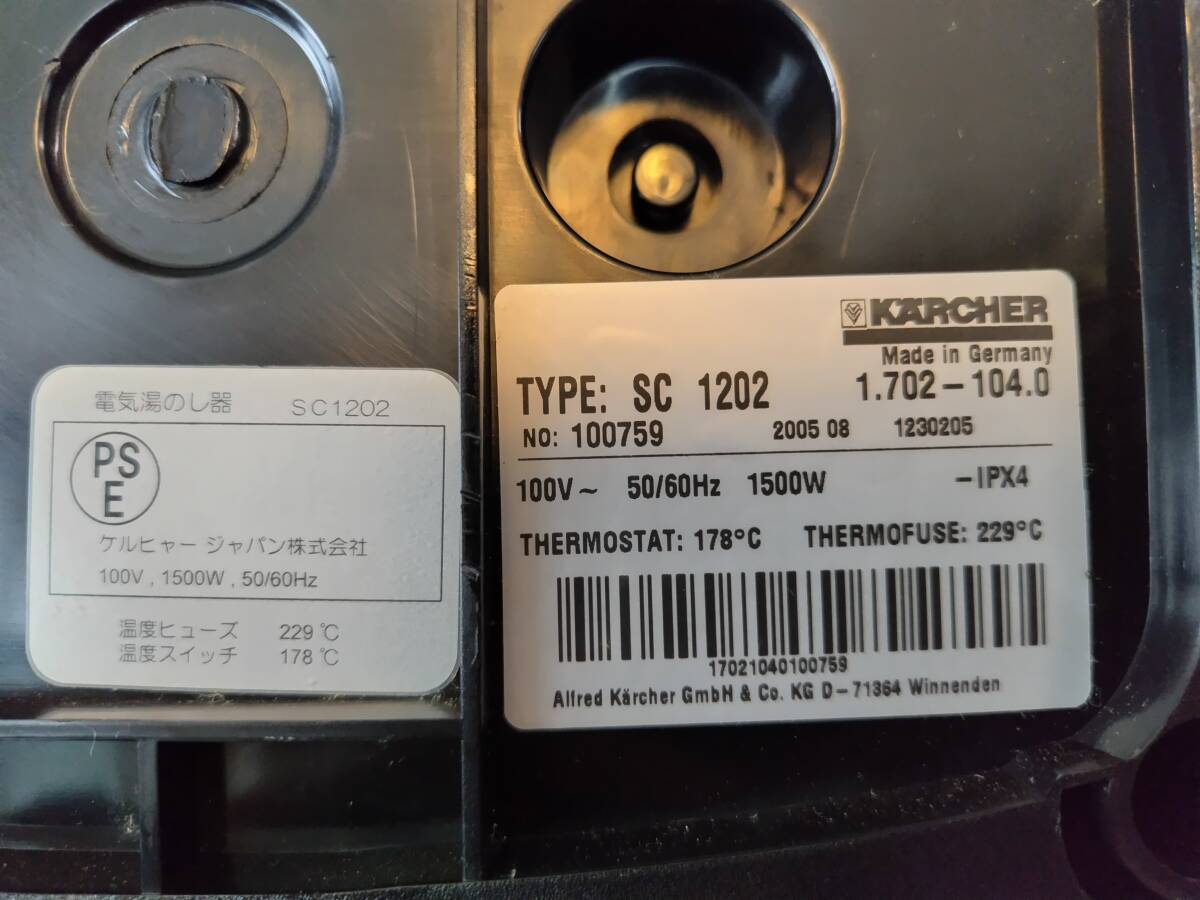 電気湯のし器 SC1202
PS
E
ケルヒャー ジャパン株式会社
100V , 1500W , 50/60Hz
温度ヒューズ 229 ℃
温度スイッチ 178 ℃
KÄRCHER
Made in Germany
TYPE: SC 1202 1.702-104.0
NO: 100759 2005 08 1230205
100V~ 50/60Hz 1500W -IPX4
THERMOSTAT: 178°C THERMOFUSE: 229°C
17021040100759
Alfred Kärcher GmbH & Co. KG D-71364 Winnenden